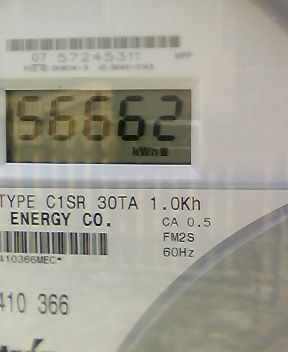 07 57245311
56662
kWh
TYPE C1SR 30TA 1.0Kh
ENERGY CO.
CA 0.5
FM2S
60Hz
410366MEC*
410 366